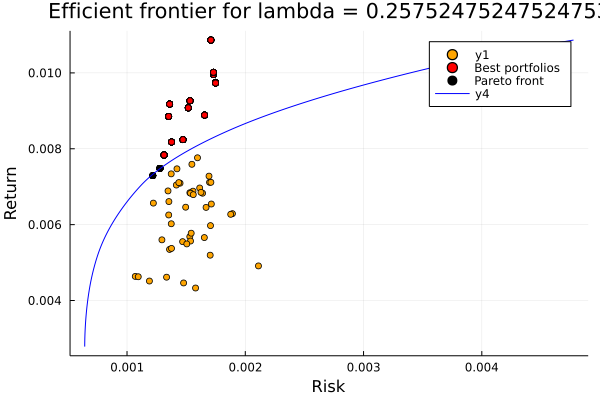 Efficient frontier for lambda = 0.2575247524752475
y1
Best portfolios
Pareto front
y4
0.010
0.008
0.006
0.004
Return
0.001
0.002
0.003
0.004
Risk